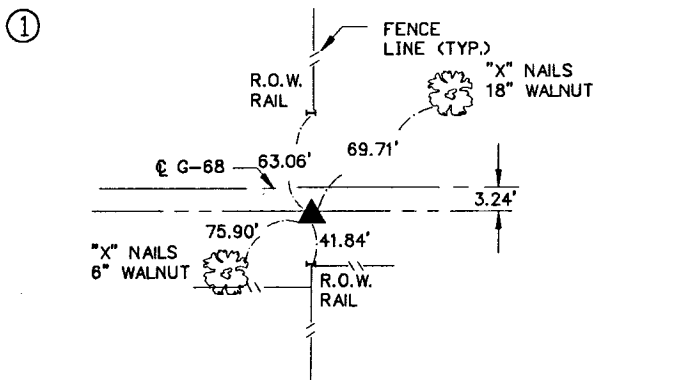 1
FENCE
LINE (TYP.)
"X" NAILS
18" WALNUT
R.O.W.
RAIL
69.71'
63.06'
℄ G-68
3.24'
75.90'
41.84'
"X" NAILS
6" WALNUT
R.O.W.
RAIL